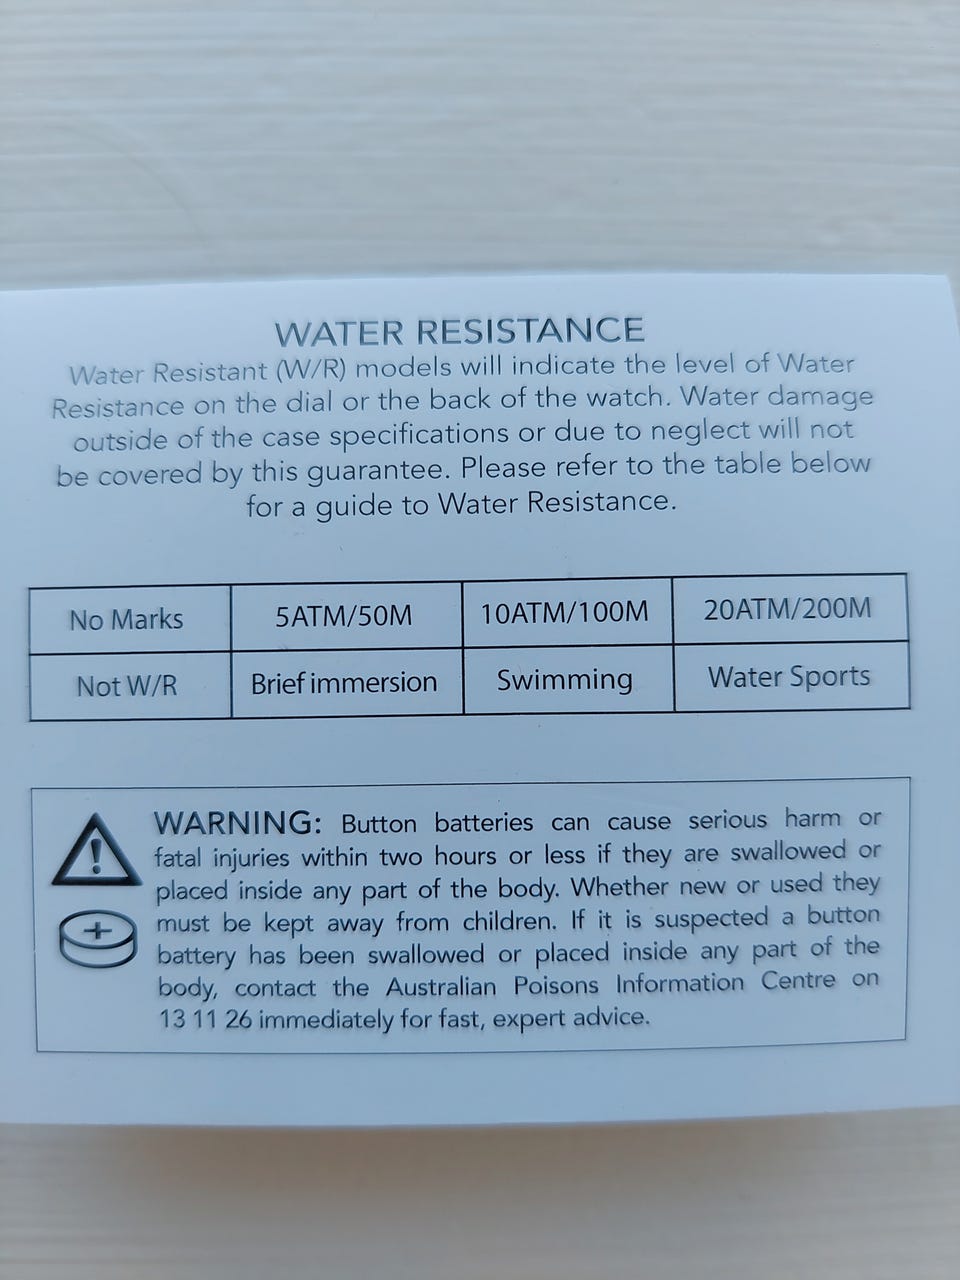 WATER RESISTANCE
Water Resistant (W/R) models will indicate the level of Water
Resistance on the dial or the back of the watch. Water damage
outside of the case specifications or due to neglect will not
be covered by this guarantee. Please refer to the table below
for a guide to Water Resistance.
No Marks 5ATM/50M 10ATM/100M 20ATM/200M
Not W/R Brief immersion Swimming Water Sports
WARNING: Button batteries can cause serious harm or
fatal injuries within two hours or less if they are swallowed or
placed inside any part of the body. Whether new or used they
must be kept away from children. If it is suspected a button
battery has been swallowed or placed inside any part of the
body, contact the Australian Poisons Information Centre on
13 11 26 immediately for fast, expert advice.